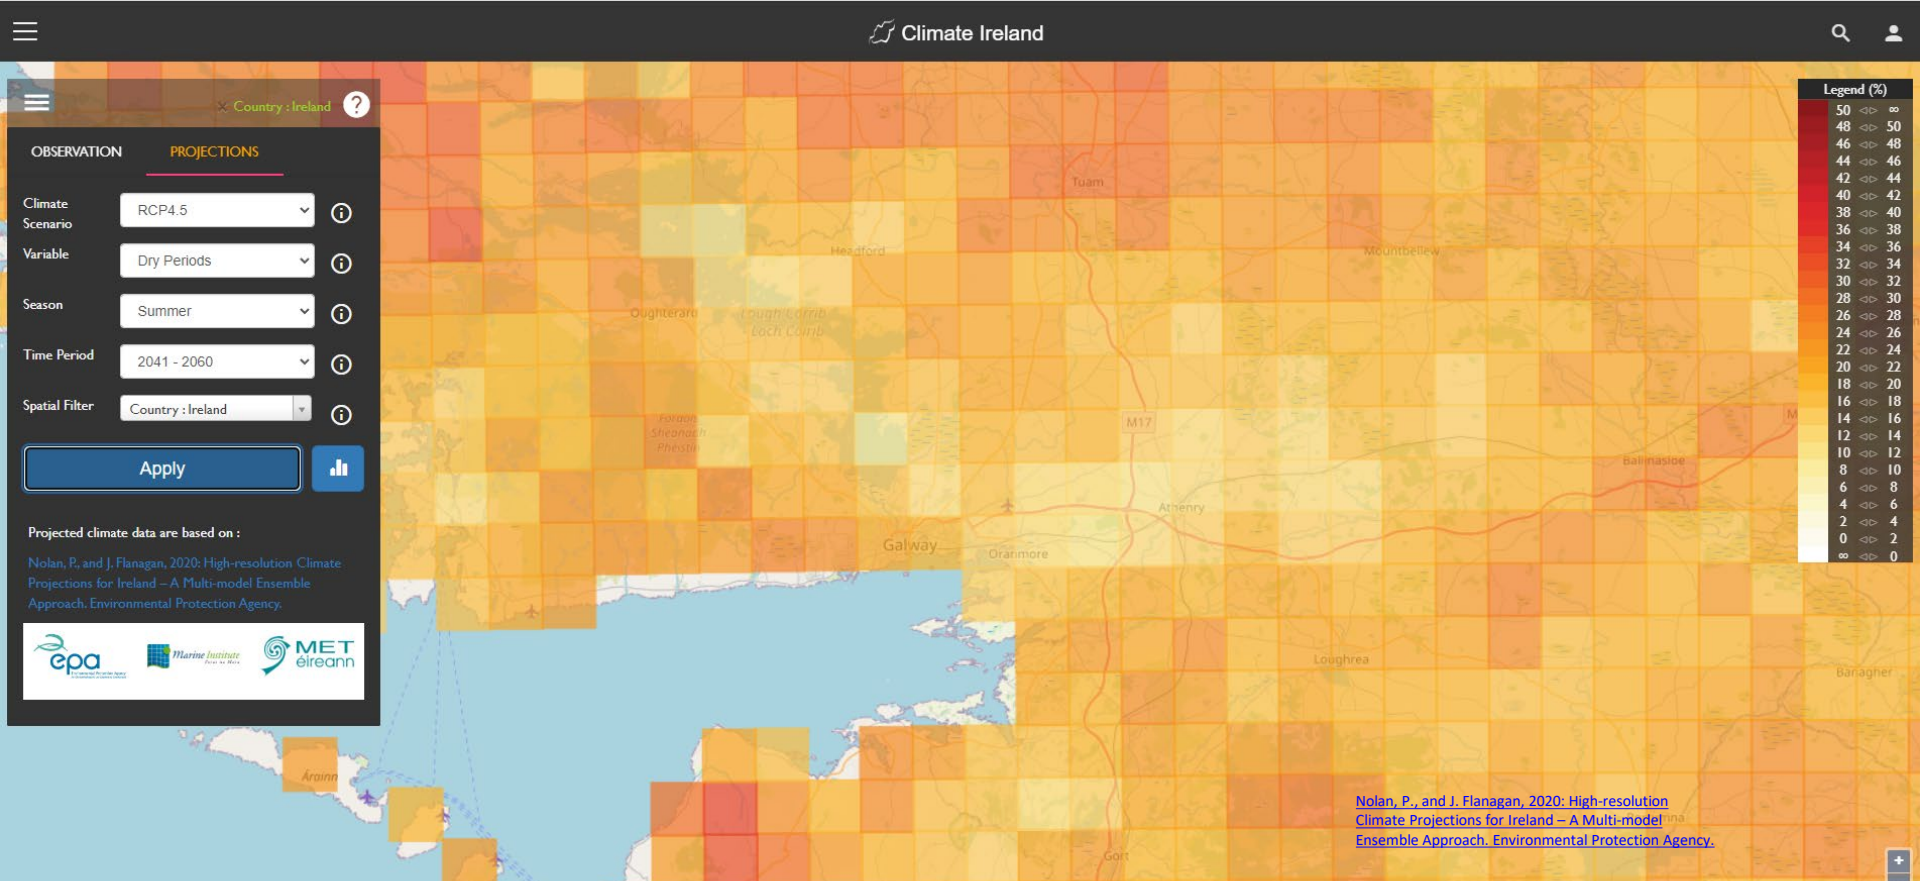 Climate Ireland
× Country : Ireland ?
OBSERVATION PROJECTIONS
Climate Scenario RCP4.5
Variable Dry Periods
Season Summer
Time Period 2041 - 2060
Spatial Filter Country : Ireland
Apply
Projected climate data are based on :
Nolan, P., and J. Flanagan, 2020: High-resolution Climate
Projections for Ireland – A Multi-model Ensemble
Approach. Environmental Protection Agency.
epa
Marine Institute
MET
éireann
Legend (%)
50 <> ∞
48 <> 50
46 <> 48
44 <> 46
42 <> 44
40 <> 42
38 <> 40
36 <> 38
34 <> 36
32 <> 34
30 <> 32
28 <> 30
26 <> 28
24 <> 26
22 <> 24
20 <> 22
18 <> 20
16 <> 18
14 <> 16
12 <> 14
10 <> 12
8 <> 10
6 <> 8
4 <> 6
2 <> 4
0 <> 2
∞ <> 0
Tuam
Headford
Mountbellew
Oughterard
Lough Corrib
Loch Coirib
M17
Ballinasloe
Athenry
Galway
Oranmore
Loughrea
Banagher
Árainn
Gort
Nolan, P., and J. Flanagan, 2020: High-resolution
Climate Projections for Ireland – A Multi-model
Ensemble Approach. Environmental Protection Agency.
+